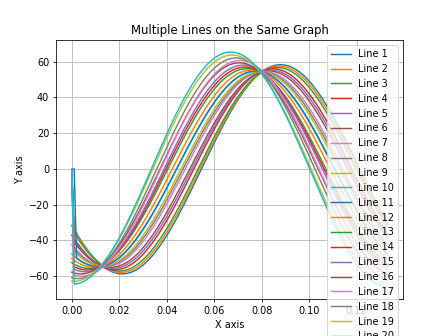 Multiple Lines on the Same Graph
Y axis
60
40
20
0
−20
−40
−60
0.00
0.02
0.04
0.06
0.08
0.10
X axis
Line 1
Line 2
Line 3
Line 4
Line 5
Line 6
Line 7
Line 8
Line 9
Line 10
Line 11
Line 12
Line 13
Line 14
Line 15
Line 16
Line 17
Line 18
Line 19
Line 20